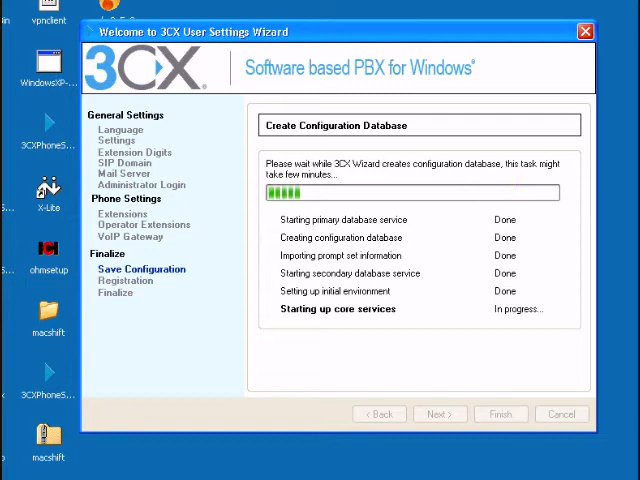 vpnclient
WindowsXP-...
3CXPhoneS...
X-Lite
ohmsetup
macshift
3CXPhoneS...
macshift
Welcome to 3CX User Settings Wizard
3CX
Software based PBX for Windows
General Settings
Language
Settings
Extension Digits
SIP Domain
Mail Server
Administrator Login
Phone Settings
Extensions
Operator Extensions
VoIP Gateway
Finalize
Save Configuration
Registration
Finalize
Create Configuration Database
Please wait while 3CX Wizard creates configuration database, this task might
take few minutes...
Starting primary database service Done
Creating configuration database Done
Importing prompt set information Done
Starting secondary database service Done
Setting up initial environment Done
Starting up core services In progress...
< Back Next > Finish Cancel